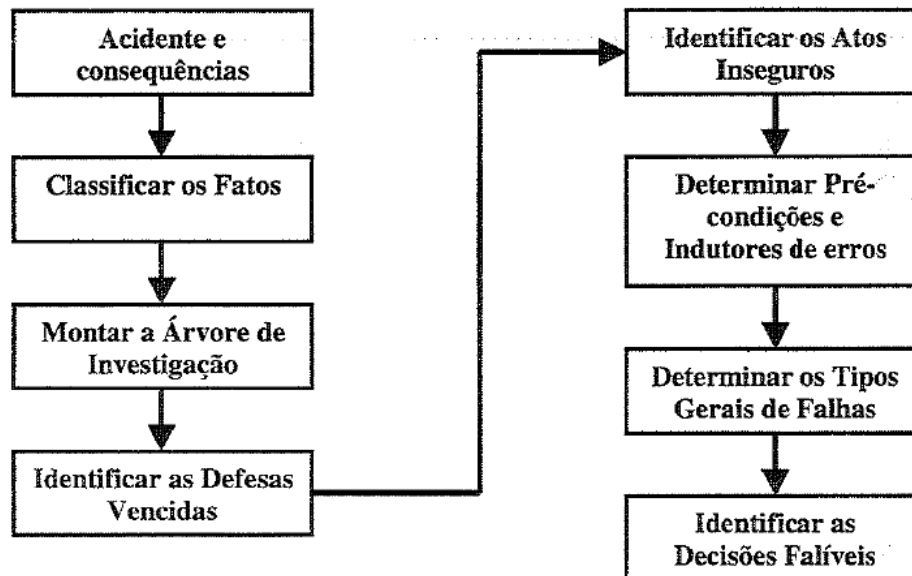 Acidente e
consequências
Classificar os Fatos
Montar a Árvore de
Investigação
Identificar as Defesas
Vencidas
Identificar os Atos
Inseguros
Determinar Pré-
condições e
Indutores de erros
Determinar os Tipos
Gerais de Falhas
Identificar as
Decisões Falíveis